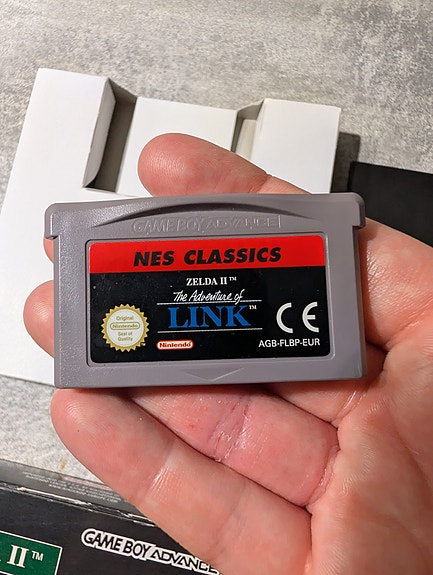 GAME BOY ADVANCE
NES CLASSICS
ZELDA II™
The Adventure of
LINK™
Original
Nintendo
Seal of
Quality
Nintendo
CE
AGB-FLBP-EUR
II™
GAME BOY ADVANCE